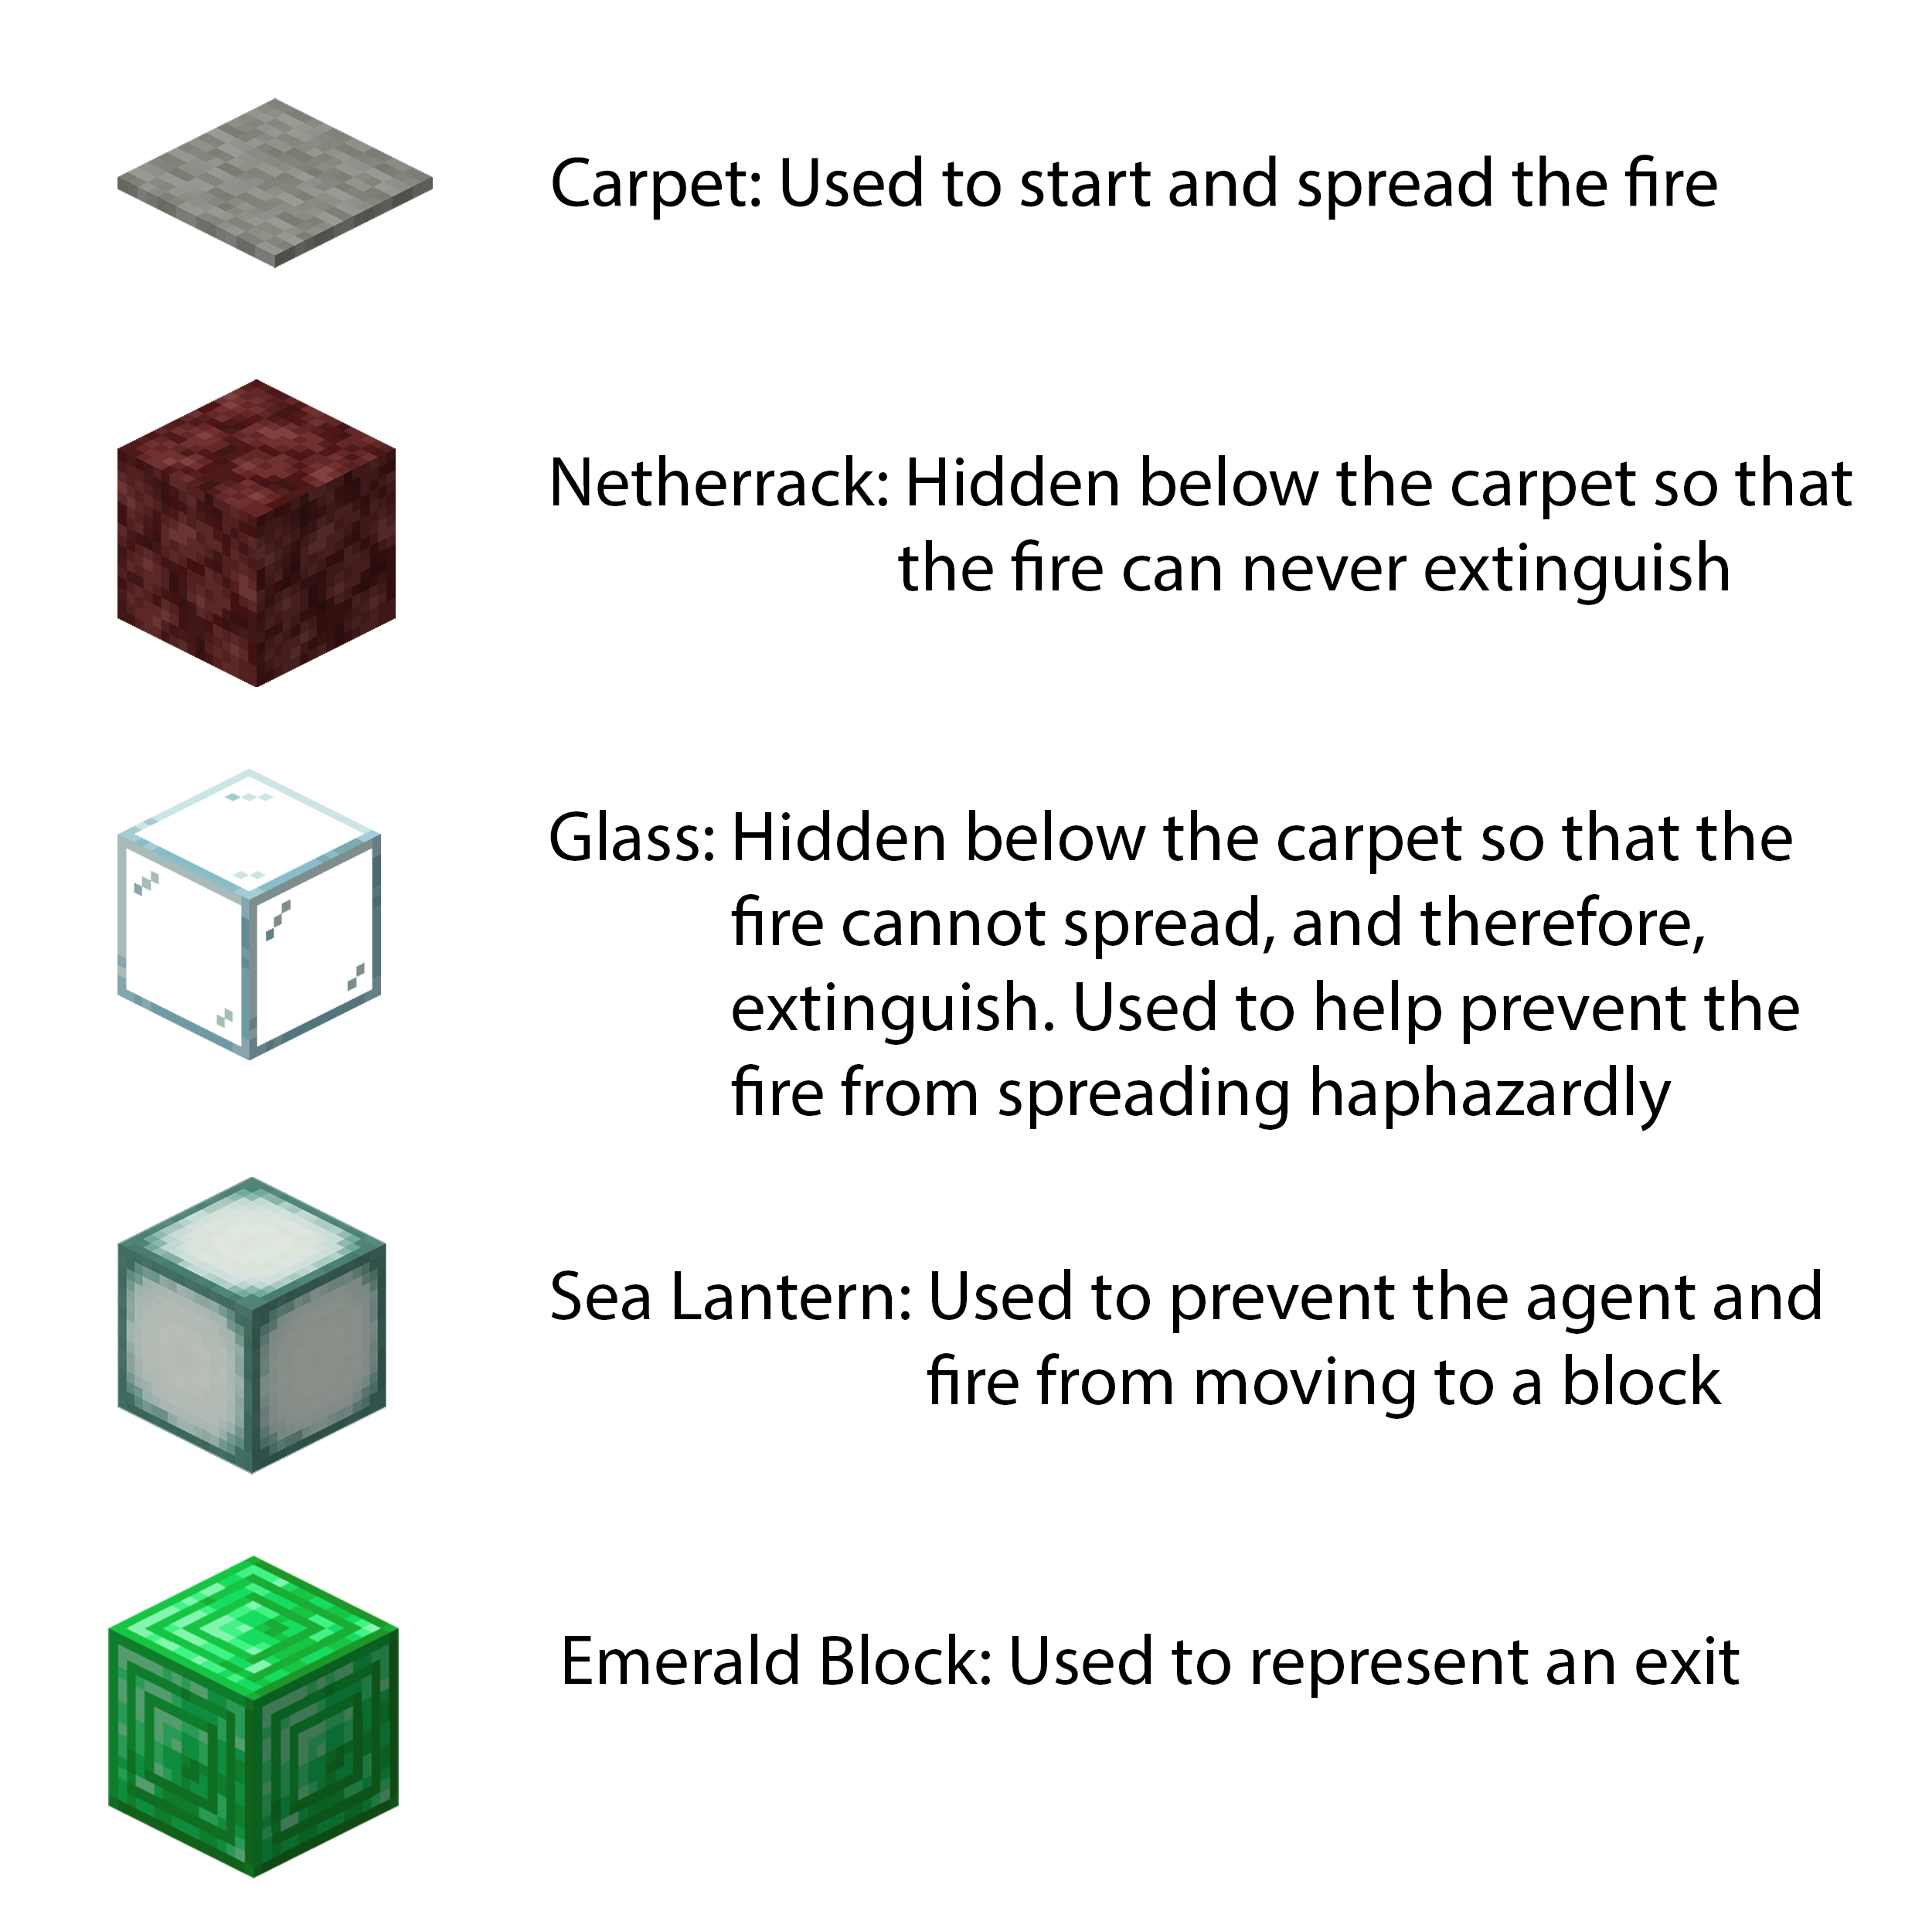 Carpet: Used to start and spread the fire
Netherrack: Hidden below the carpet so that
the fire can never extinguish
Glass: Hidden below the carpet so that the
fire cannot spread, and therefore,
extinguish. Used to help prevent the
fire from spreading haphazardly
Sea Lantern: Used to prevent the agent and
fire from moving to a block
Emerald Block: Used to represent an exit